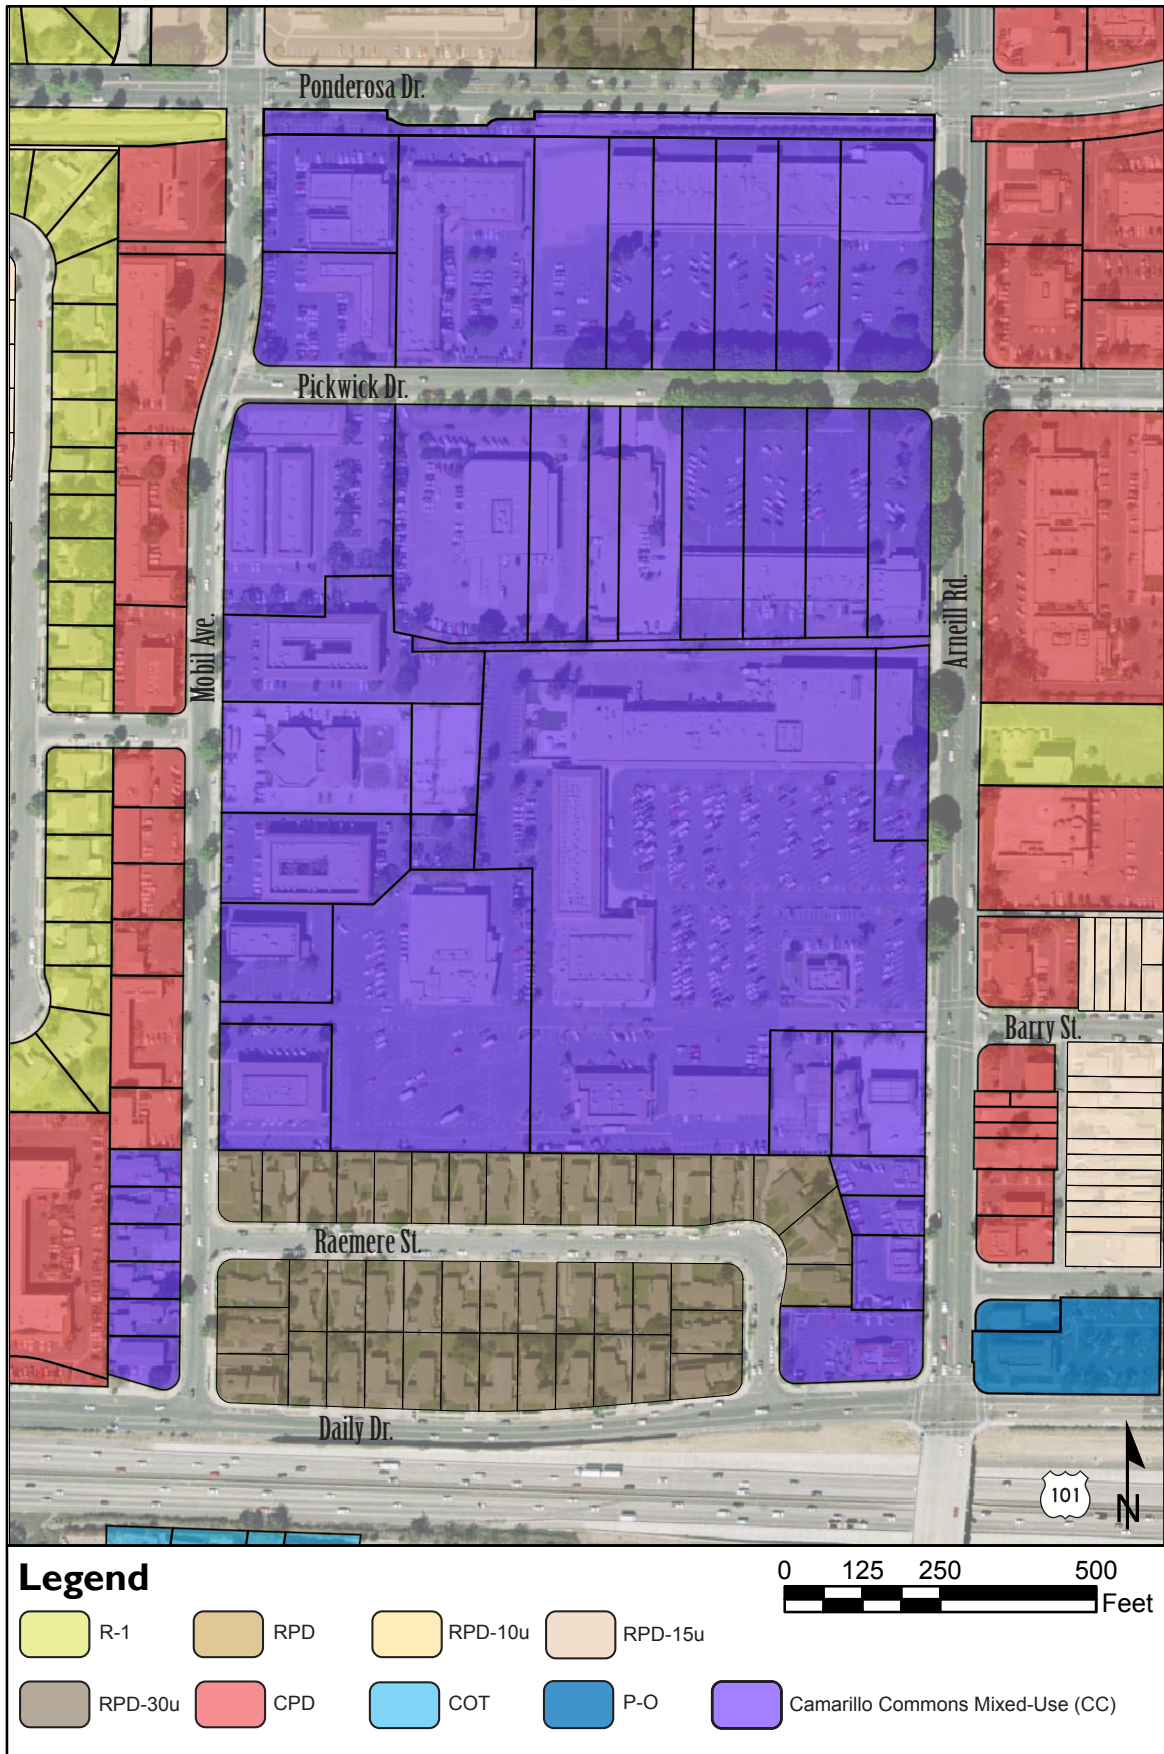 Ponderosa Dr.
Pickwick Dr.
Mobil Ave.
Arneill Rd.
Barry St.
Raemere St.
Daily Dr.
101
N
Legend
0 125 250 500
Feet
R-1 RPD RPD-10u RPD-15u
RPD-30u CPD COT P-O Camarillo Commons Mixed-Use (CC)